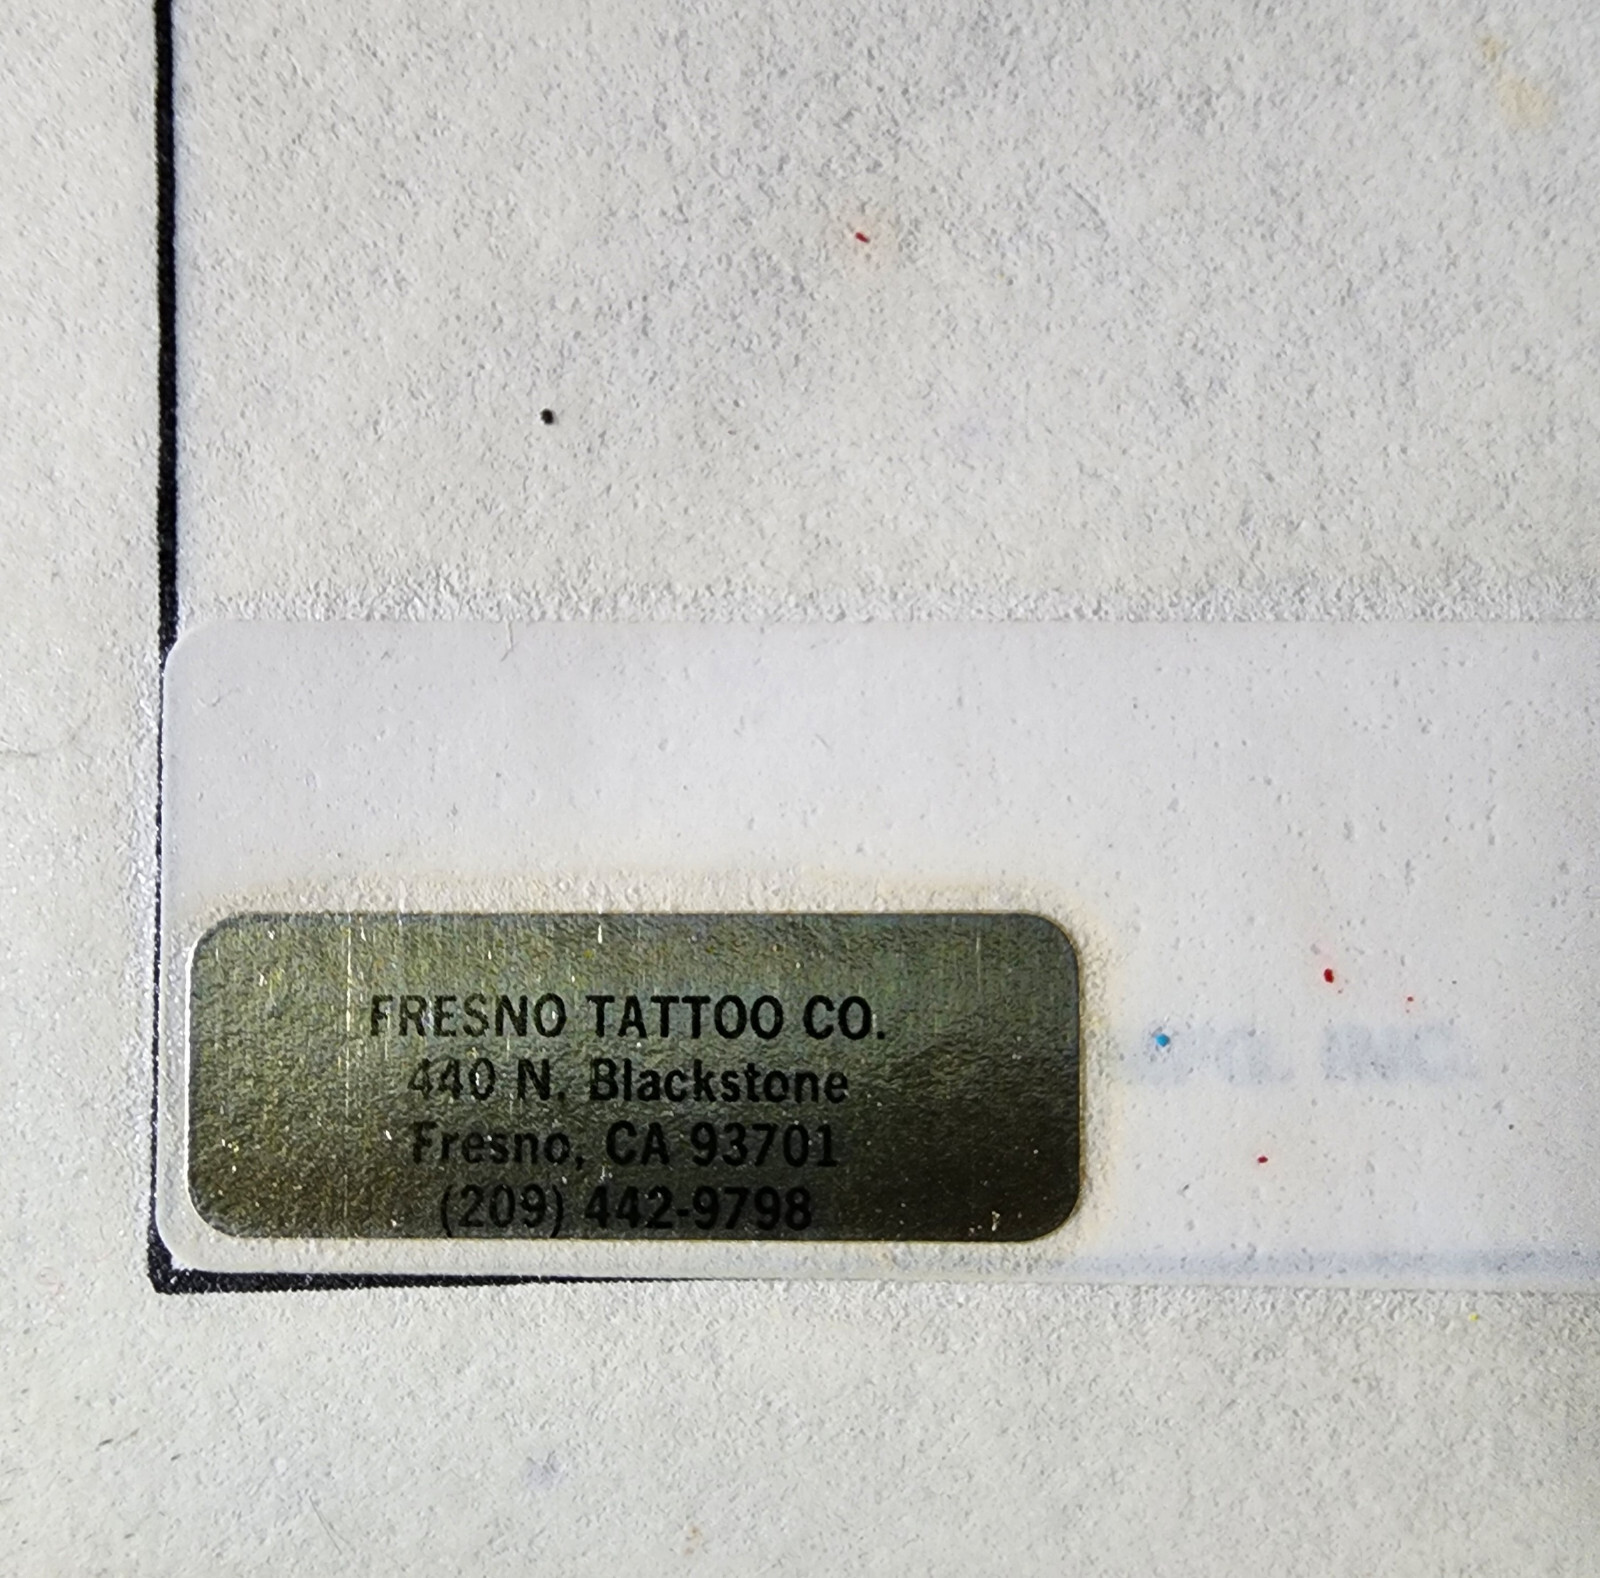 FRESNO TATTOO CO.
440 N. Blackstone
Fresno, CA 93701
(209) 442-9798